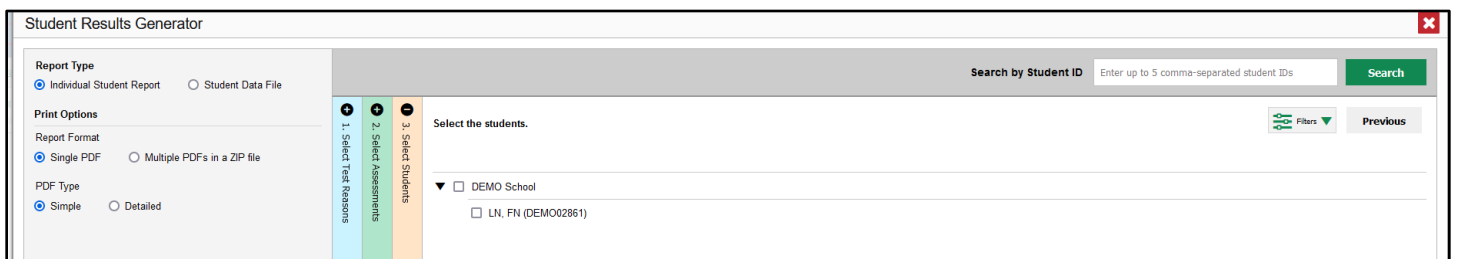 Student Results Generator
Report Type
Individual Student Report Student Data File
Print Options
Report Format
Single PDF Multiple PDFs in a ZIP file
PDF Type
Simple Detailed
Search by Student ID Enter up to 5 comma-separated student IDs Search
1. Select Test Reasons
2. Select Assessments
3. Select Students
Select the students. Filters Previous
DEMO School
LN, FN (DEMO02861)